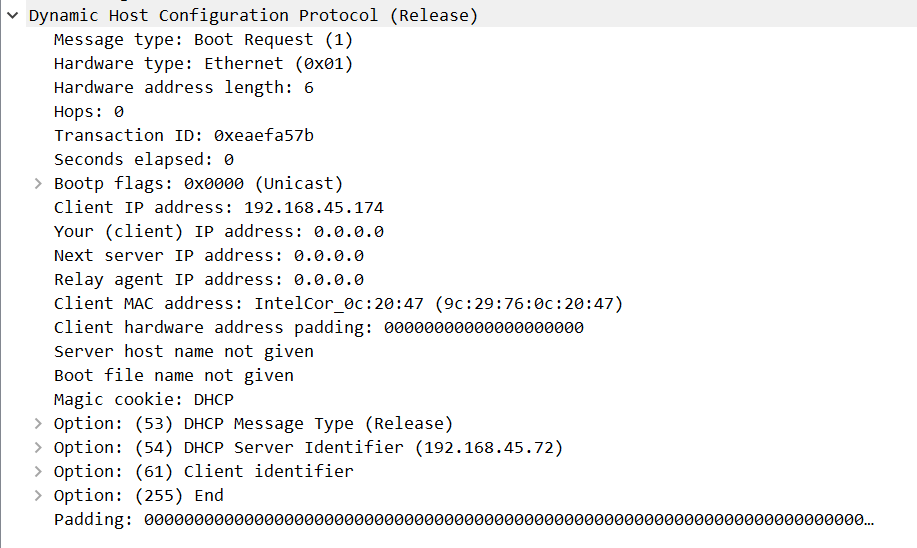 Dynamic Host Configuration Protocol (Release)
Message type: Boot Request (1)
Hardware type: Ethernet (0x01)
Hardware address length: 6
Hops: 0
Transaction ID: 0xeaefa57b
Seconds elapsed: 0
Bootp flags: 0x0000 (Unicast)
Client IP address: 192.168.45.174
Your (client) IP address: 0.0.0.0
Next server IP address: 0.0.0.0
Relay agent IP address: 0.0.0.0
Client MAC address: IntelCor_0c:20:47 (9c:29:76:0c:20:47)
Client hardware address padding: 00000000000000000000
Server host name not given
Boot file name not given
Magic cookie: DHCP
Option: (53) DHCP Message Type (Release)
Option: (54) DHCP Server Identifier (192.168.45.72)
Option: (61) Client identifier
Option: (255) End
Padding: 000000000000000000000000000000000000000000000000000000000000000000000000…